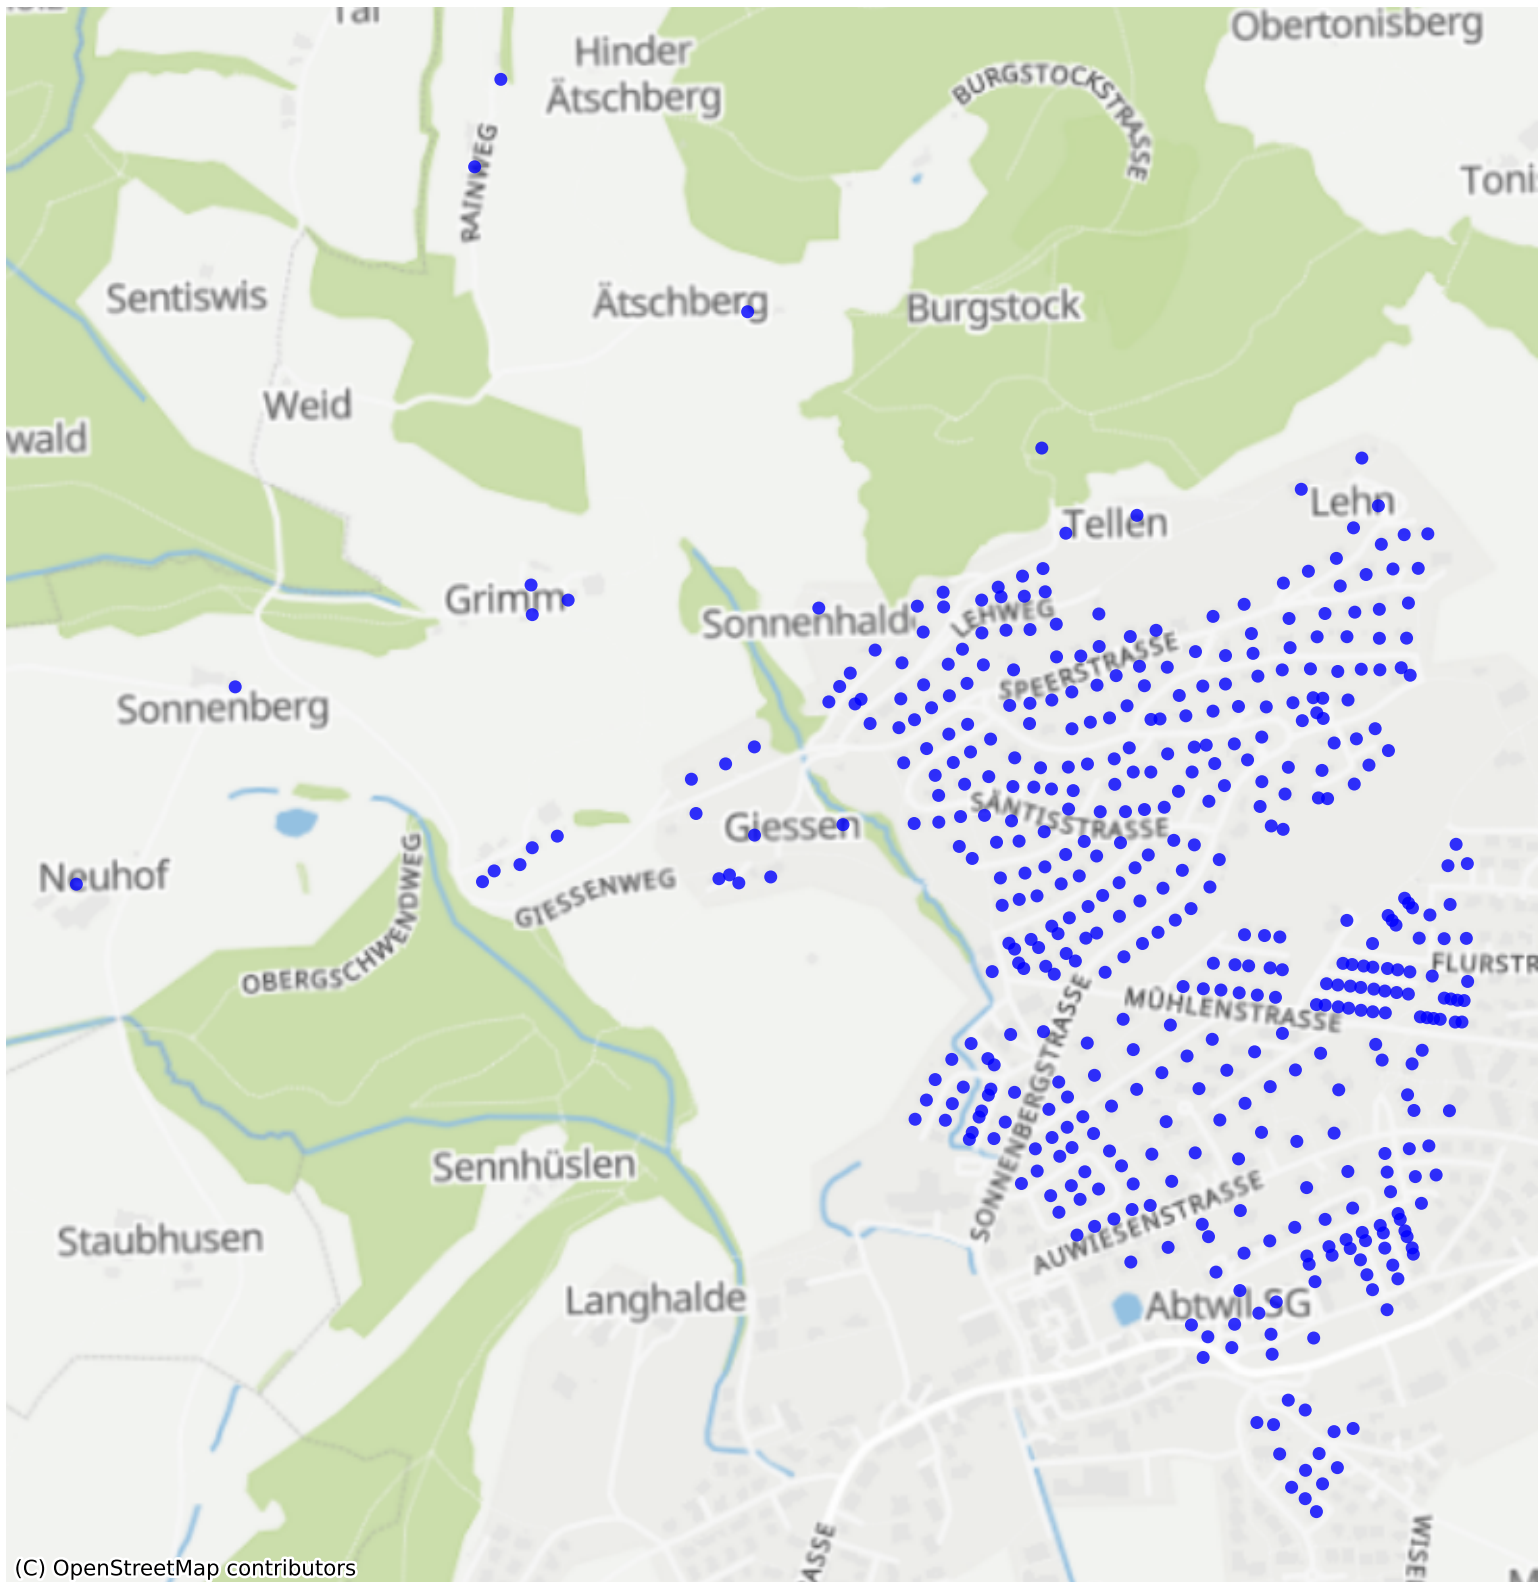 Tal
Hinder
Ätschberg
Obertonisberg
BURGSTOCKSTRASSE
RAINWEG
Sentiswis
Ätschberg
Burgstock
Weid
wald
Lehn
Tellen
Grimm
Sonnenhald
LEHWEG
SPEERSTRASSE
Sonnenberg
SÄNTISSTRASSE
Giessen
Neuhof
GIESSENWEG
OBERGSCHWENDWEG
FLURSTR
MÜHLENSTRASSE
SONNENBERGSTRASSE
Sennhüslen
AUWIESENSTRASSE
Staubhusen
Langhalde
Abtwil SG
ASSE
WISE
(C) OpenStreetMap contributors